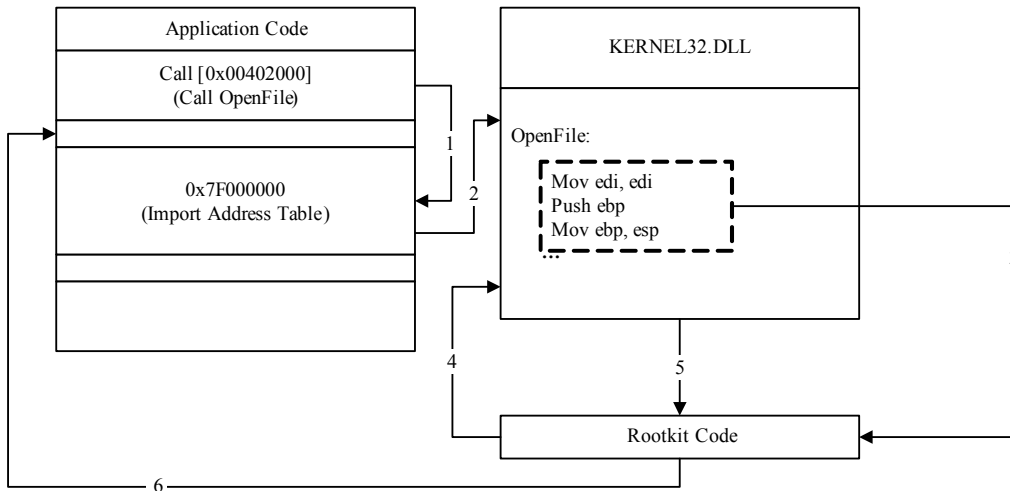 Application Code
Call [0x00402000]
(Call OpenFile)
1
0x7F000000
(Import Address Table)
2
KERNEL32.DLL
OpenFile:
Mov edi, edi
Push ebp
Mov ebp, esp
...
4
5
Rootkit Code
6